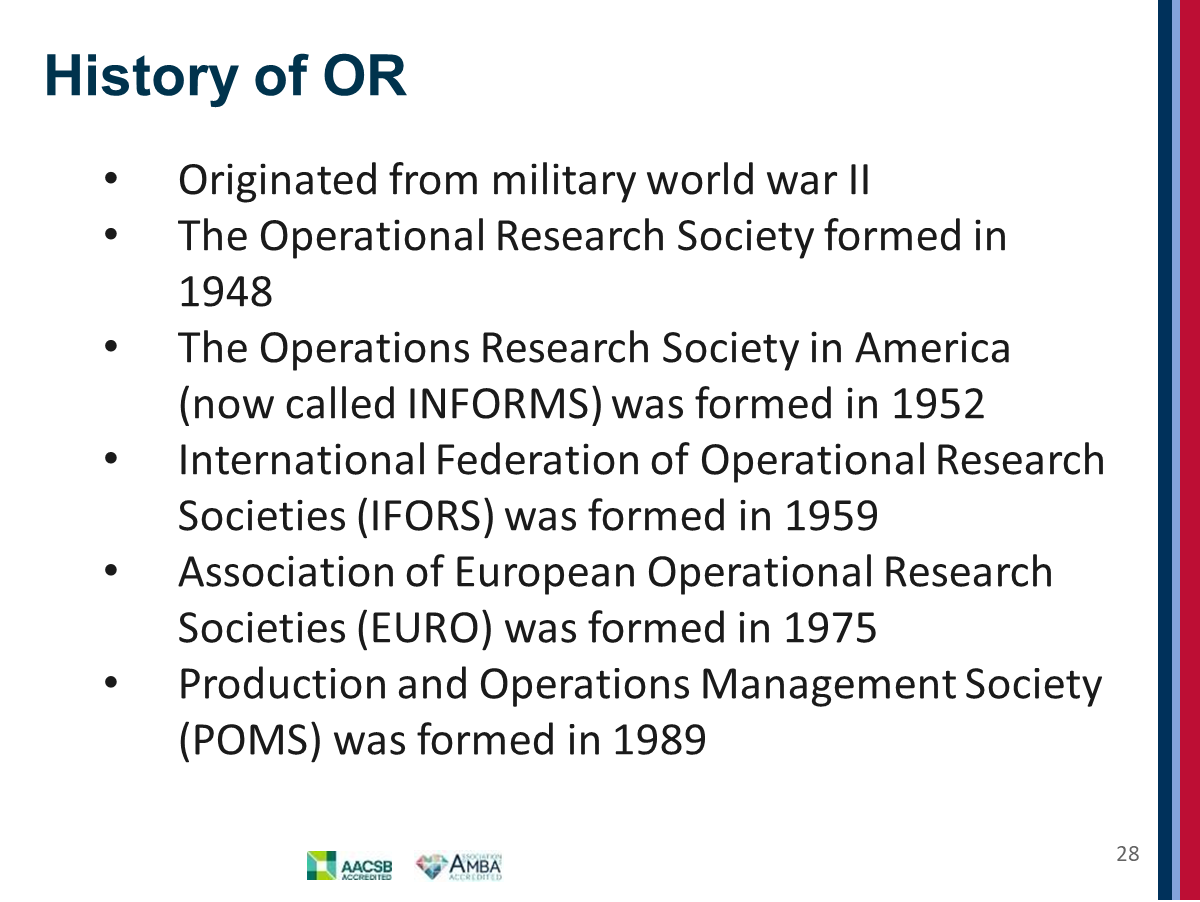 History of OR
• Originated from military world war II
• The Operational Research Society formed in
1948
• The Operations Research Society in America
(now called INFORMS) was formed in 1952
• International Federation of Operational Research
Societies (IFORS) was formed in 1959
• Association of European Operational Research
Societies (EURO) was formed in 1975
• Production and Operations Management Society
(POMS) was formed in 1989
AACSB
ACCREDITED
ASSOCIATION
AMBA
ACCREDITED
28